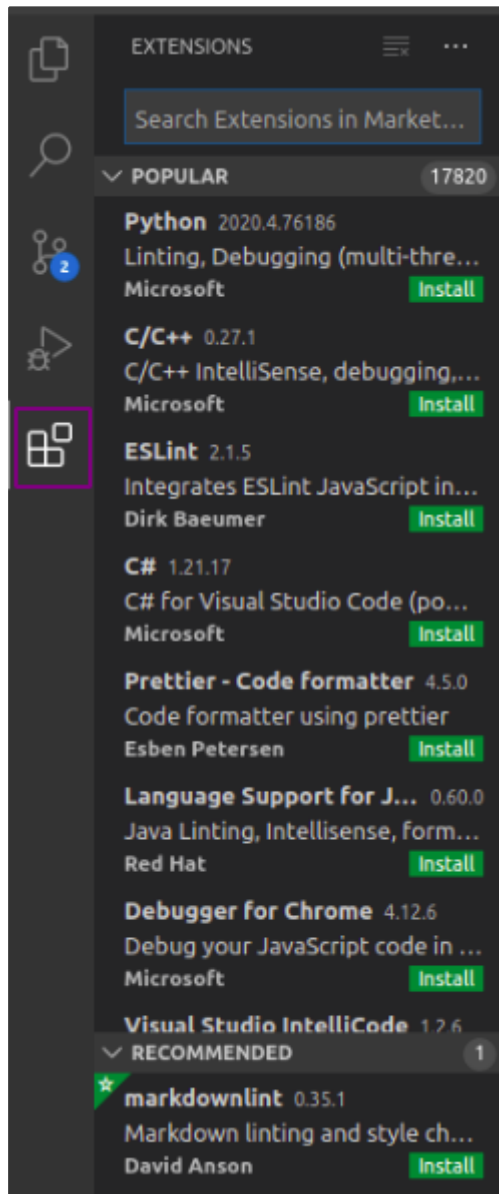 EXTENSIONS
Search Extensions in Market...
POPULAR 17820
Python 2020.4.76186
Linting, Debugging (multi-thre...
Microsoft Install
2
C/C++ 0.27.1
C/C++ IntelliSense, debugging,...
Microsoft Install
ESLint 2.1.5
Integrates ESLint JavaScript in...
Dirk Baeumer Install
C# 1.21.17
C# for Visual Studio Code (po...
Microsoft Install
Prettier - Code formatter 4.5.0
Code formatter using prettier
Esben Petersen Install
Language Support for J... 0.60.0
Java Linting, Intellisense, form...
Red Hat Install
Debugger for Chrome 4.12.6
Debug your JavaScript code in ...
Microsoft Install
Visual Studio IntelliCode 1.2.6
RECOMMENDED 1
markdownlint 0.35.1
Markdown linting and style ch...
David Anson Install